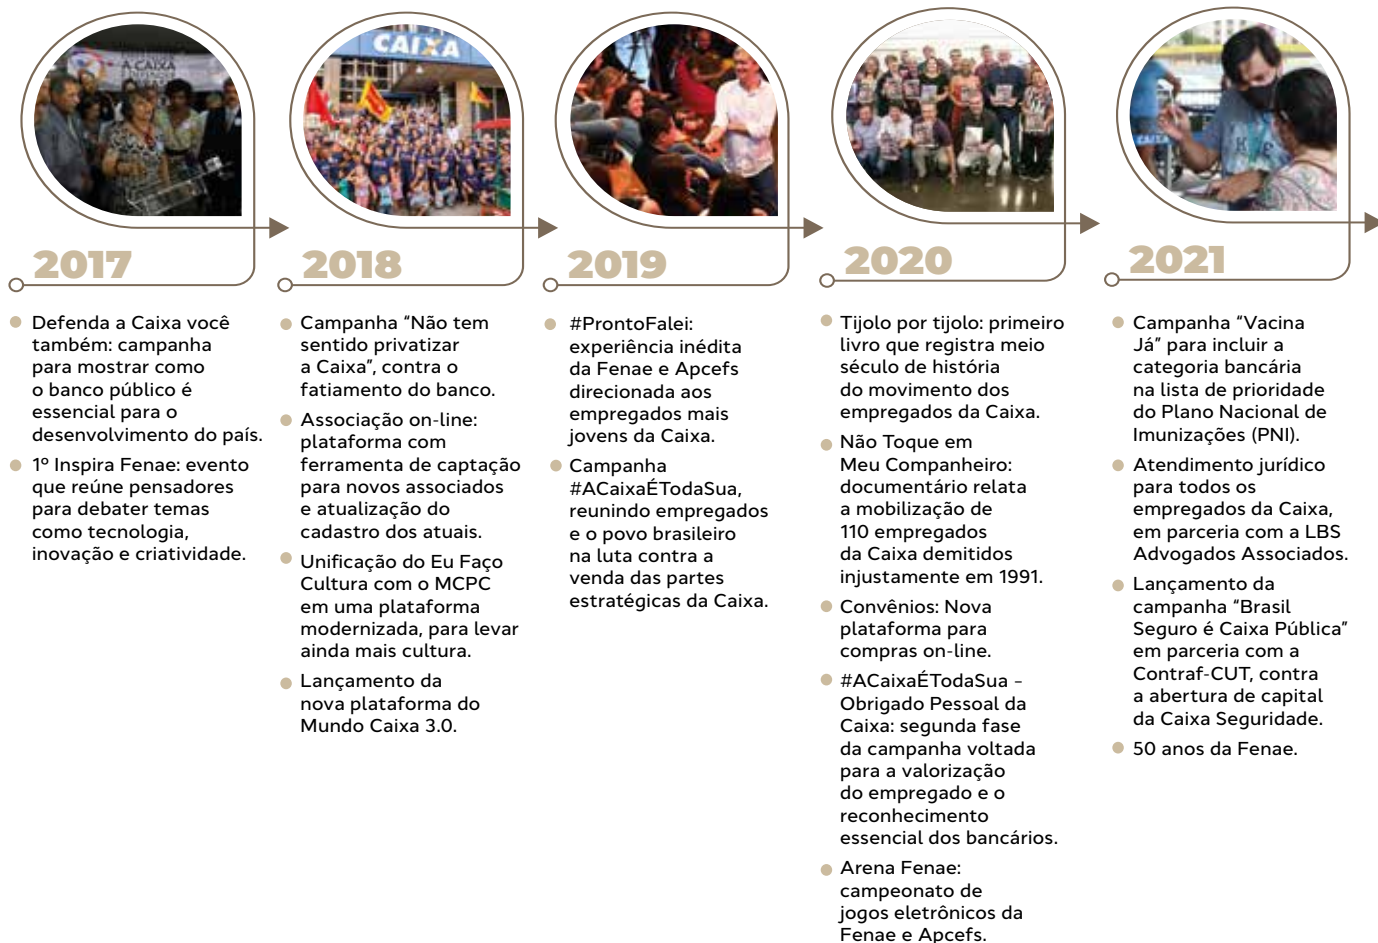 A CAIXA
CAIXA
CAIXA
2017
Defenda a Caixa você
também: campanha
para mostrar como
o banco público é
essencial para o
desenvolvimento do país.
1º Inspira Fenae: evento
que reúne pensadores
para debater temas
como tecnologia,
inovação e criatividade.
2018
Campanha “Não tem
sentido privatizar
a Caixa”, contra o
fatiamento do banco.
Associação on-line:
plataforma com
ferramenta de captação
para novos associados
e atualização do
cadastro dos atuais.
Unificação do Eu Faço
Cultura com o MCPC
em uma plataforma
modernizada, para levar
ainda mais cultura.
Lançamento da
nova plataforma do
Mundo Caixa 3.0.
2019
#ProntoFalei:
experiência inédita
da Fenae e Apcefs
direcionada aos
empregados mais
jovens da Caixa.
Campanha
#ACaixaÉTodaSua,
reunindo empregados
e o povo brasileiro
na luta contra a
venda das partes
estratégicas da Caixa.
2020
Tijolo por tijolo: primeiro
livro que registra meio
século de história
do movimento dos
empregados da Caixa.
Não Toque em
Meu Companheiro:
documentário relata
a mobilização de
110 empregados
da Caixa demitidos
injustamente em 1991.
Convênios: Nova
plataforma para
compras on-line.
#ACaixaÉTodaSua –
Obrigado Pessoal da
Caixa: segunda fase
da campanha voltada
para a valorização
do empregado e o
reconhecimento
essencial dos bancários.
Arena Fenae:
campeonato de
jogos eletrônicos da
Fenae e Apcefs.
2021
Campanha “Vacina
Já” para incluir a
categoria bancária
na lista de prioridade
do Plano Nacional de
Imunizações (PNI).
Atendimento jurídico
para todos os
empregados da Caixa,
em parceria com a LBS
Advogados Associados.
Lançamento da
campanha “Brasil
Seguro é Caixa Pública”
em parceria com a
Contraf-CUT, contra
a abertura de capital
da Caixa Seguridade.
50 anos da Fenae.